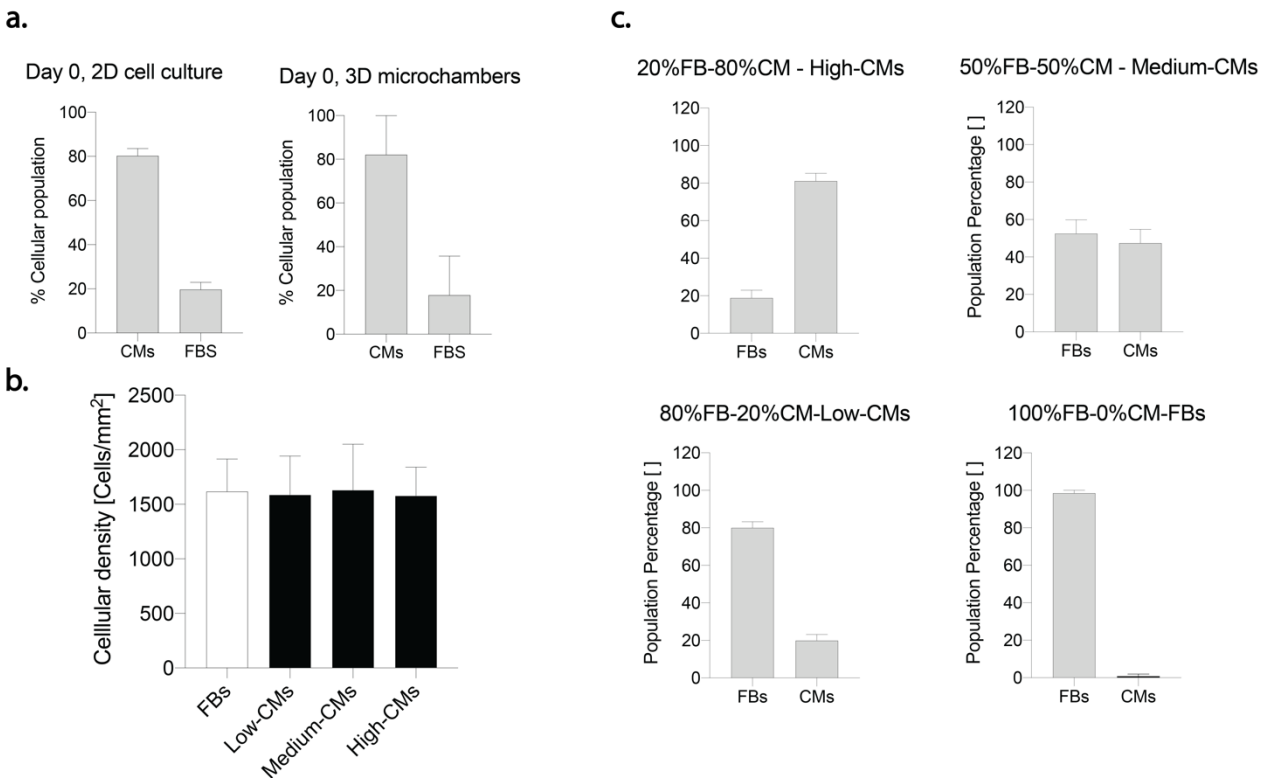 a.
Day 0, 2D cell culture
% Cellular population
100
80
60
40
20
0
CMs FBS
Day 0, 3D microchambers
% Cellular population
100
80
60
40
20
0
CMs FBS
b.
Celllular density [Cells/mm²]
2500
2000
1500
1000
500
0
FBs
Low-CMs
Medium-CMs
High-CMs
c.
20%FB-80%CM - High-CMs
120
100
80
60
40
20
0
FBs CMs
50%FB-50%CM - Medium-CMs
Population Percentage [ ]
120
100
80
60
40
20
0
FBs CMs
80%FB-20%CM-Low-CMs
Population Percentage [ ]
120
100
80
60
40
20
0
FBs CMs
100%FB-0%CM-FBs
Population Percentage [ ]
120
100
80
60
40
20
0
FBs CMs